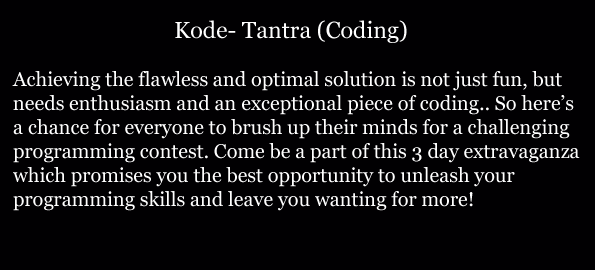 Kode- Tantra (Coding)
Achieving the flawless and optimal solution is not just fun, but
needs enthusiasm and an exceptional piece of coding.. So here's
a chance for everyone to brush up their minds for a challenging
programming contest. Come be a part of this 3 day extravaganza
which promises you the best opportunity to unleash your
programming skills and leave you wanting for more!